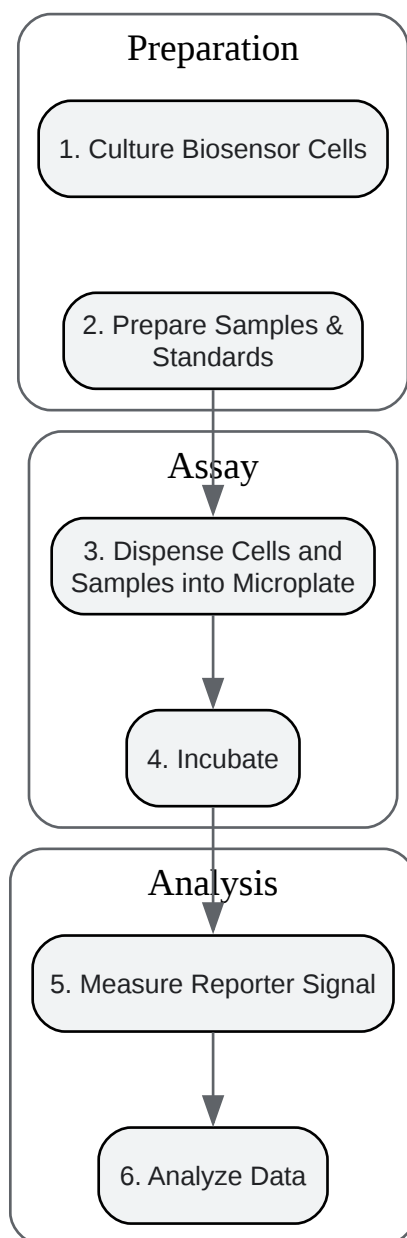 Preparation
1. Culture Biosensor Cells
2. Prepare Samples &
Standards
Assay
3. Dispense Cells and
Samples into Microplate
4. Incubate
Analysis
5. Measure Reporter Signal
6. Analyze Data